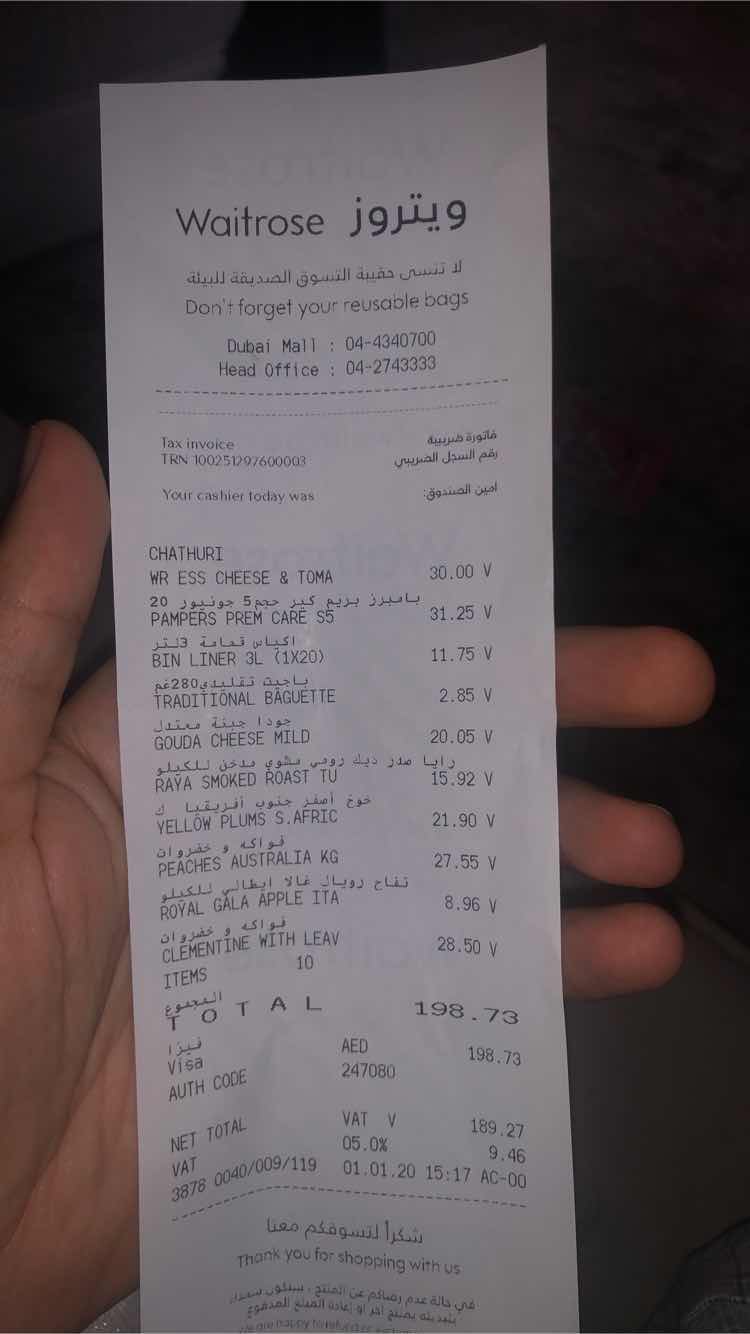 Waitrose ويتروز
لا تنسى حقيبة التسوق الصديقة للبيئة
Don't forget your reusable bags
Dubai Mall : 04-4340700
Head Office : 04-2743333
Tax invoice فاتورة ضريبية
TRN 100251297600003 رقم السجل الضريبي
Your cashier today was امين الصندوق:
CHATHURI
WR ESS CHEESE & TOMA 30.00 V
بامبرز بريم كير حجم5 جونيور 20
PAMPERS PREM CARE S5 31.25 V
اكياس قمامة 3لتر
BIN LINER 3L (1X20) 11.75 V
باجيت تقليدي280غم
TRADITIONAL BAGUETTE 2.85 V
جودا جبنة معتدل
GOUDA CHEESE MILD 20.05 V
رايا صدر ديك رومي مشوي مدخن للكيلو
RAYA SMOKED ROAST TU 15.92 V
خوخ أصفر جنوب أفريقيا ك
YELLOW PLUMS S.AFRIC 21.90 V
فواكه و خضروات
PEACHES AUSTRALIA KG 27.55 V
تفاح رويال غالا ايطالي للكيلو
ROYAL GALA APPLE ITA 8.96 V
فواكه و خضروات
CLEMENTINE WITH LEAV 28.50 V
ITEMS 10
المجموع
TOTAL 198.73
فيزا
Visa AED 198.73
AUTH CODE 247080
NET TOTAL VAT V 189.27
VAT 05.0% 9.46
3878 0040/009/119 01.01.20 15:17 AC-00
شكراً لتسوقكم معنا
Thank you for shopping with us
في حالة عدم رضاكم عن المنتج ، سنكون سعداء
بتبديله بمنتج آخر او إعادة المبلغ المدفوع
We are happy to refund